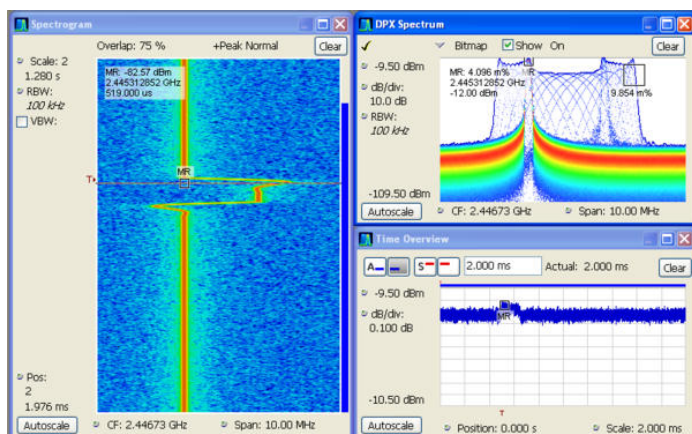 Spectrogram
Overlap: 75 %
+Peak Normal
Clear
Scale: 2
1.280 s
RBW:
100 kHz
VBW:
MR: -82.57 dBm
2.445312852 GHz
519.000 us
MR
T
Pos:
2
1.976 ms
Autoscale
CF: 2.44673 GHz
Span: 10.00 MHz
DPX Spectrum
Bitmap
Show
On
Clear
-9.50 dBm
dB/div:
10.0 dB
RBW:
100 kHz
MR: 4.096 m%
2.445312852 GHz
-12.00 dBm
MR
9.854 m%
-109.50 dBm
Autoscale
CF: 2.44673 GHz
Span: 10.00 MHz
Time Overview
A
S
2.000 ms
Actual: 2.000 ms
Clear
-9.50 dBm
dB/div:
0.100 dB
MR
-10.50 dBm
T
Autoscale
Position: 0.000 s
Scale: 2.000 ms